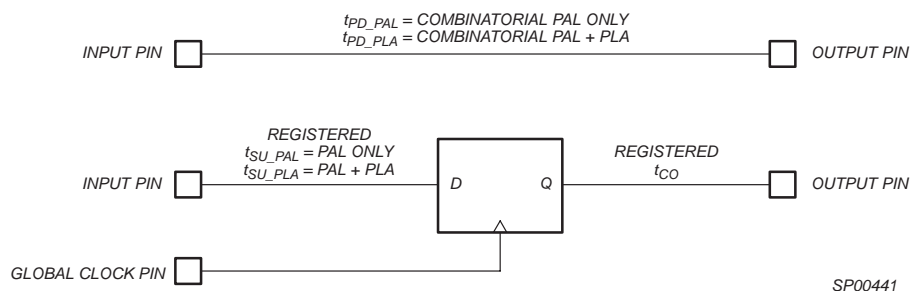 tPD_PAL = COMBINATORIAL PAL ONLY
tPD_PLA = COMBINATORIAL PAL + PLA
INPUT PIN
OUTPUT PIN
REGISTERED
tSU_PAL = PAL ONLY
tSU_PLA = PAL + PLA
REGISTERED
tCO
INPUT PIN
D
Q
OUTPUT PIN
GLOBAL CLOCK PIN
SP00441